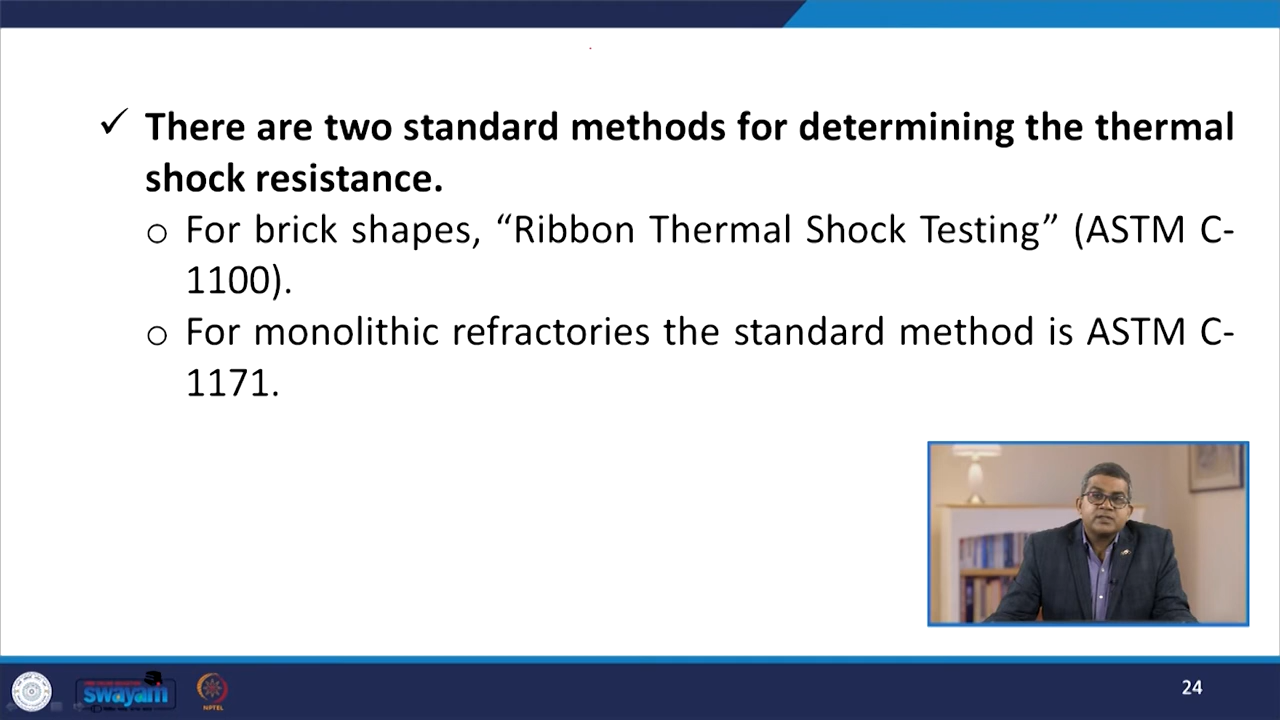 ✓ There are two standard methods for determining the thermal
shock resistance.
o For brick shapes, “Ribbon Thermal Shock Testing” (ASTM C-
1100).
o For monolithic refractories the standard method is ASTM C-
1171.
swayam
NPTEL
24